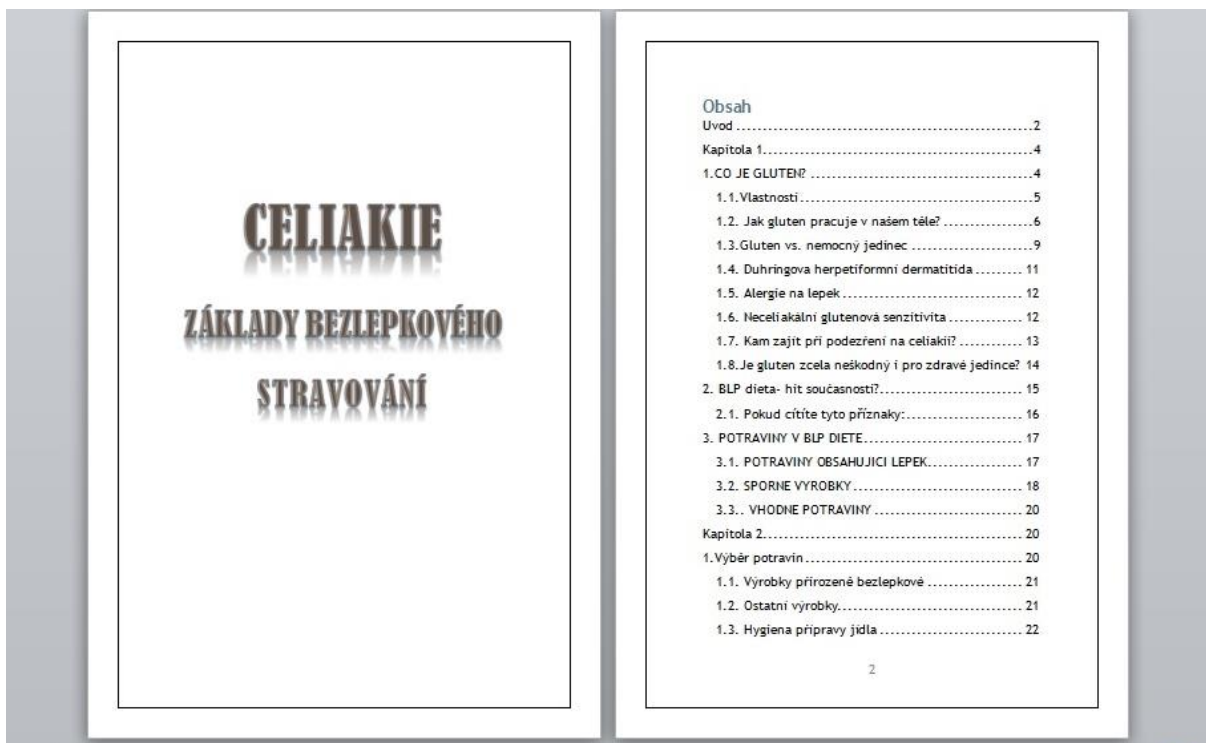 CELIAKIE
ZÁKLADY BEZLEPKOVÉHO
STRAVOVÁNÍ
Obsah
Uvod ........................................................2
Kapitola 1...................................................4
1.CO JE GLUTEN? .........................................4
1.1.Vlastnosti .............................................5
1.2. Jak gluten pracuje v našem těle? ..................6
1.3.Gluten vs. nemocný jedinec .......................9
1.4. Duhringova herpetiformní dermatitida ......... 11
1.5. Alergie na lepek ................................... 12
1.6. Neceliakální glutenová senzitivita .............. 12
1.7. Kam zajít při podezření na celiakii? ............ 13
1.8.Je gluten zcela neškodný i pro zdravé jedince? 14
2. BLP dieta- hit současnosti?........................... 15
2.1. Pokud cítíte tyto příznaky:...................... 16
3. POTRAVINY V BLP DIETE.............................. 17
3.1. POTRAVINY OBSAHUJICI LEPEK................. 17
3.2. SPORNE VYROBKY ................................ 18
3.3.. VHODNE POTRAVINY ............................ 20
Kapitola 2................................................. 20
1.Výběr potravin .......................................... 20
1.1. Výrobky přirozeně bezlepkové .................. 21
1.2. Ostatní výrobky................................... 21
1.3. Hygiena přípravy jídla ........................... 22
2